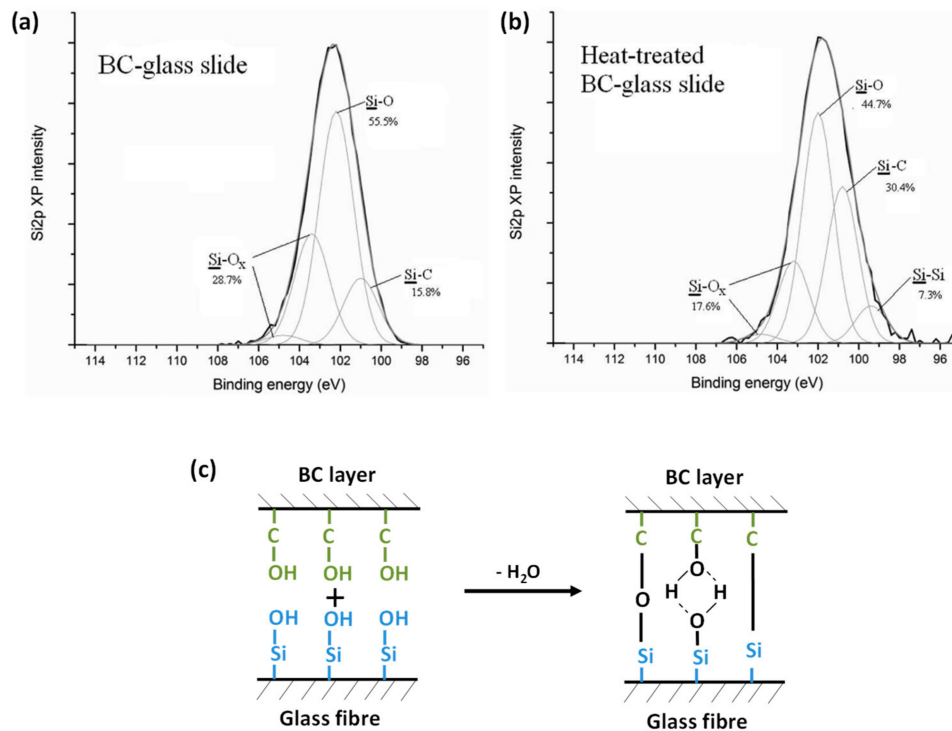 (a)
BC-glass slide
Si-O
55.5%
Si-Oₓ
28.7%
Si-C
15.8%
Si2p XP intensity
114 112 110 108 106 104 102 100 98 96
Binding energy (eV)
(b)
Heat-treated
BC-glass slide
Si-O
44.7%
Si-C
30.4%
Si-Oₓ
17.6%
Si-Si
7.3%
Si2p XP intensity
114 112 110 108 106 104 102 100 98 96
Binding energy (eV)
(c)
BC layer
C C C
OH OH OH
+
OH OH OH
Si Si Si
Glass fibre
- H₂O
BC layer
C C C
O
H H
O
O
Si Si Si
Glass fibre